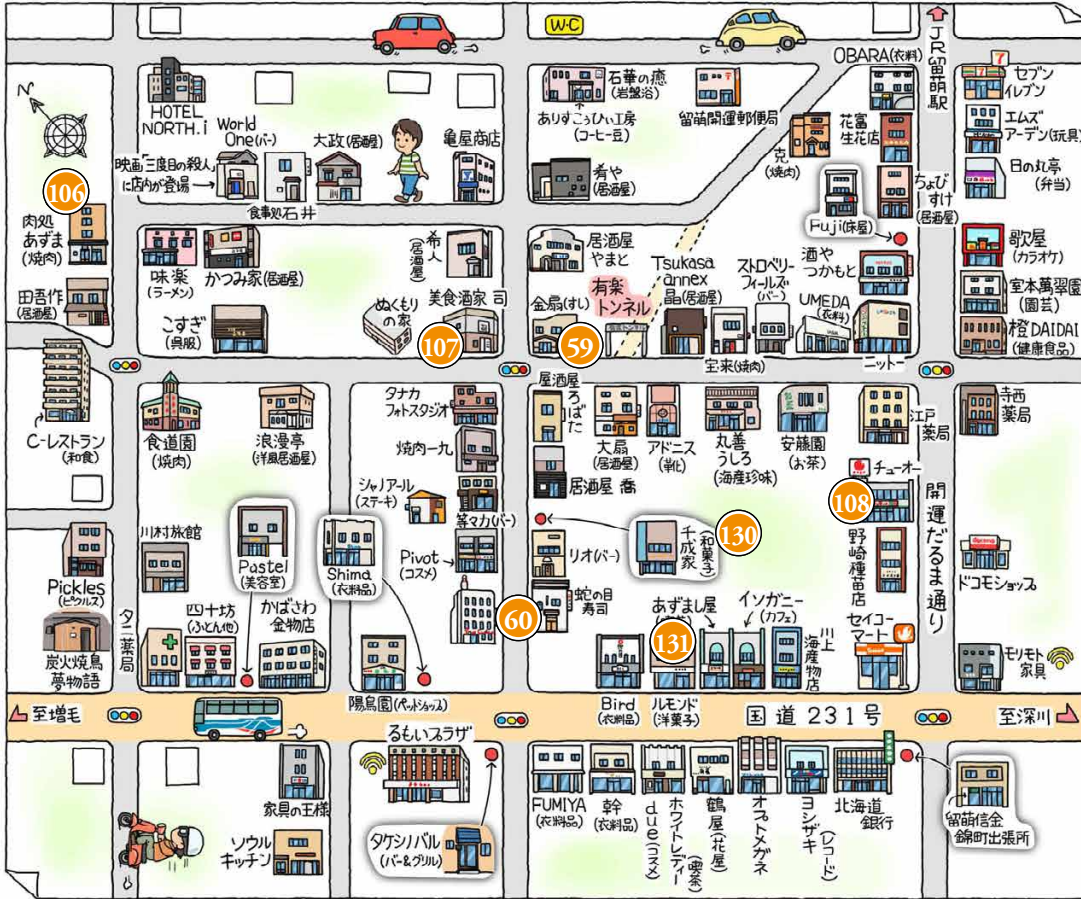 W・C
N
HOTEL
NORTH.i
World
One(バー)
映画「三度目の殺人」
に店内が登場
大政(居酒屋)
亀屋商店
食事処石井
石華の癒
(岩盤浴)
ありすこうひぃ工房
(コーヒー豆)
留萌開運郵便局
肴や
(居酒屋)
OBARA(衣料)
克
(焼肉)
花富
生花店
JR留萌駅
7
セブン
イレブン
エムズ
アーデン(玩具)
日の丸亭
(弁当)
106
肉処
あずま
(焼肉)
田吾作
(居酒屋)
味楽
(ラーメン)
かつみ家(居酒屋)
希人
(居酒屋)
こすぎ
(呉服)
ぬくもり
の家
美食酒家 司
107
居酒屋
やまと
有楽
トンネル
金扇(すし)
59
Tsukasa
annex
晶(居酒屋)
宝来(焼肉)
ストロベリー
フィールズ
(バー)
UMEDA
(衣料)
Fuji(床屋)
ちょび
すけ
(居酒屋)
酒や
つかもと
ニットー
歌屋
(カラオケ)
室本萬翠園
(園芸)
橙DAIDAI
(健康食品)
C-レストラン
(和食)
食道園
(焼肉)
浪漫亭
(洋風居酒屋)
タナカ
フォトスタジオ
焼肉一九
シャノアール
(ステーキ)
等マカ(バー)
Pivot
(コスメ)
居酒屋
ろばた
大扇
(居酒屋)
アドニス
(靴)
丸善
うしろ
(海産珍味)
安藤園
(お茶)
江戸
薬局
寺西
薬局
居酒屋 喬
チューオー
108
開運だるま通り
川村旅館
Pastel
(美容室)
Shima
(衣料品)
千成家
(和菓子)
130
リオ(バー)
蛇の目
寿司
60
野崎種苗店
ドコモショップ
Pickles
(ピクルス)
炭火焼鳥
夢物語
タニ薬局
四十坊
(ふとん他)
かばさわ
金物店
陽鳥園(ペットショップ)
Bird
(衣料品)
131
ルモンド
(洋菓子)
あずまし屋
イソガニー
(カフェ)
川上
海産物店
セイコー
マート
モリモト
家具
至増毛
国道231号
至深川
るもいプラザ
家具の王様
ソウル
キッチン
タケシノバル
(バー&グリル)
FUMIYA
(衣料品)
幹
(衣料品)
ホワイトレディー
due(コスメ)
鶴屋(花屋)
(喫茶)
オプトメガネ
ヨシザキ
(レコード)
北海道
銀行
留萌信金
錦町出張所